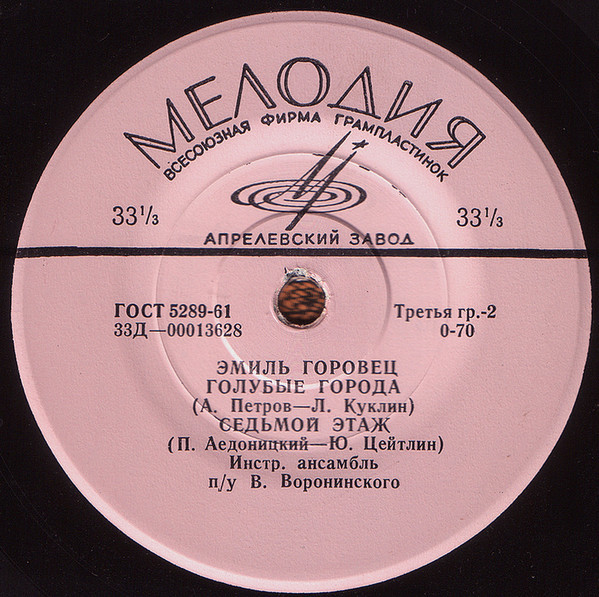 МЕЛОДИЯ
ВСЕСОЮЗНАЯ ФИРМА ГРАМПЛАСТИНОК
33⅓ 33⅓
АПРЕЛЕВСКИЙ ЗАВОД
ГОСТ 5289-61 Третья гр.-2
33Д—00013628 0-70
ЭМИЛЬ ГОРОВЕЦ
ГОЛУБЫЕ ГОРОДА
(А. Петров—Л. Куклин)
СЕДЬМОЙ ЭТАЖ
(П. Аедоницкий—Ю. Цейтлин)
Инстр. ансамбль
п/у В. Воронинского